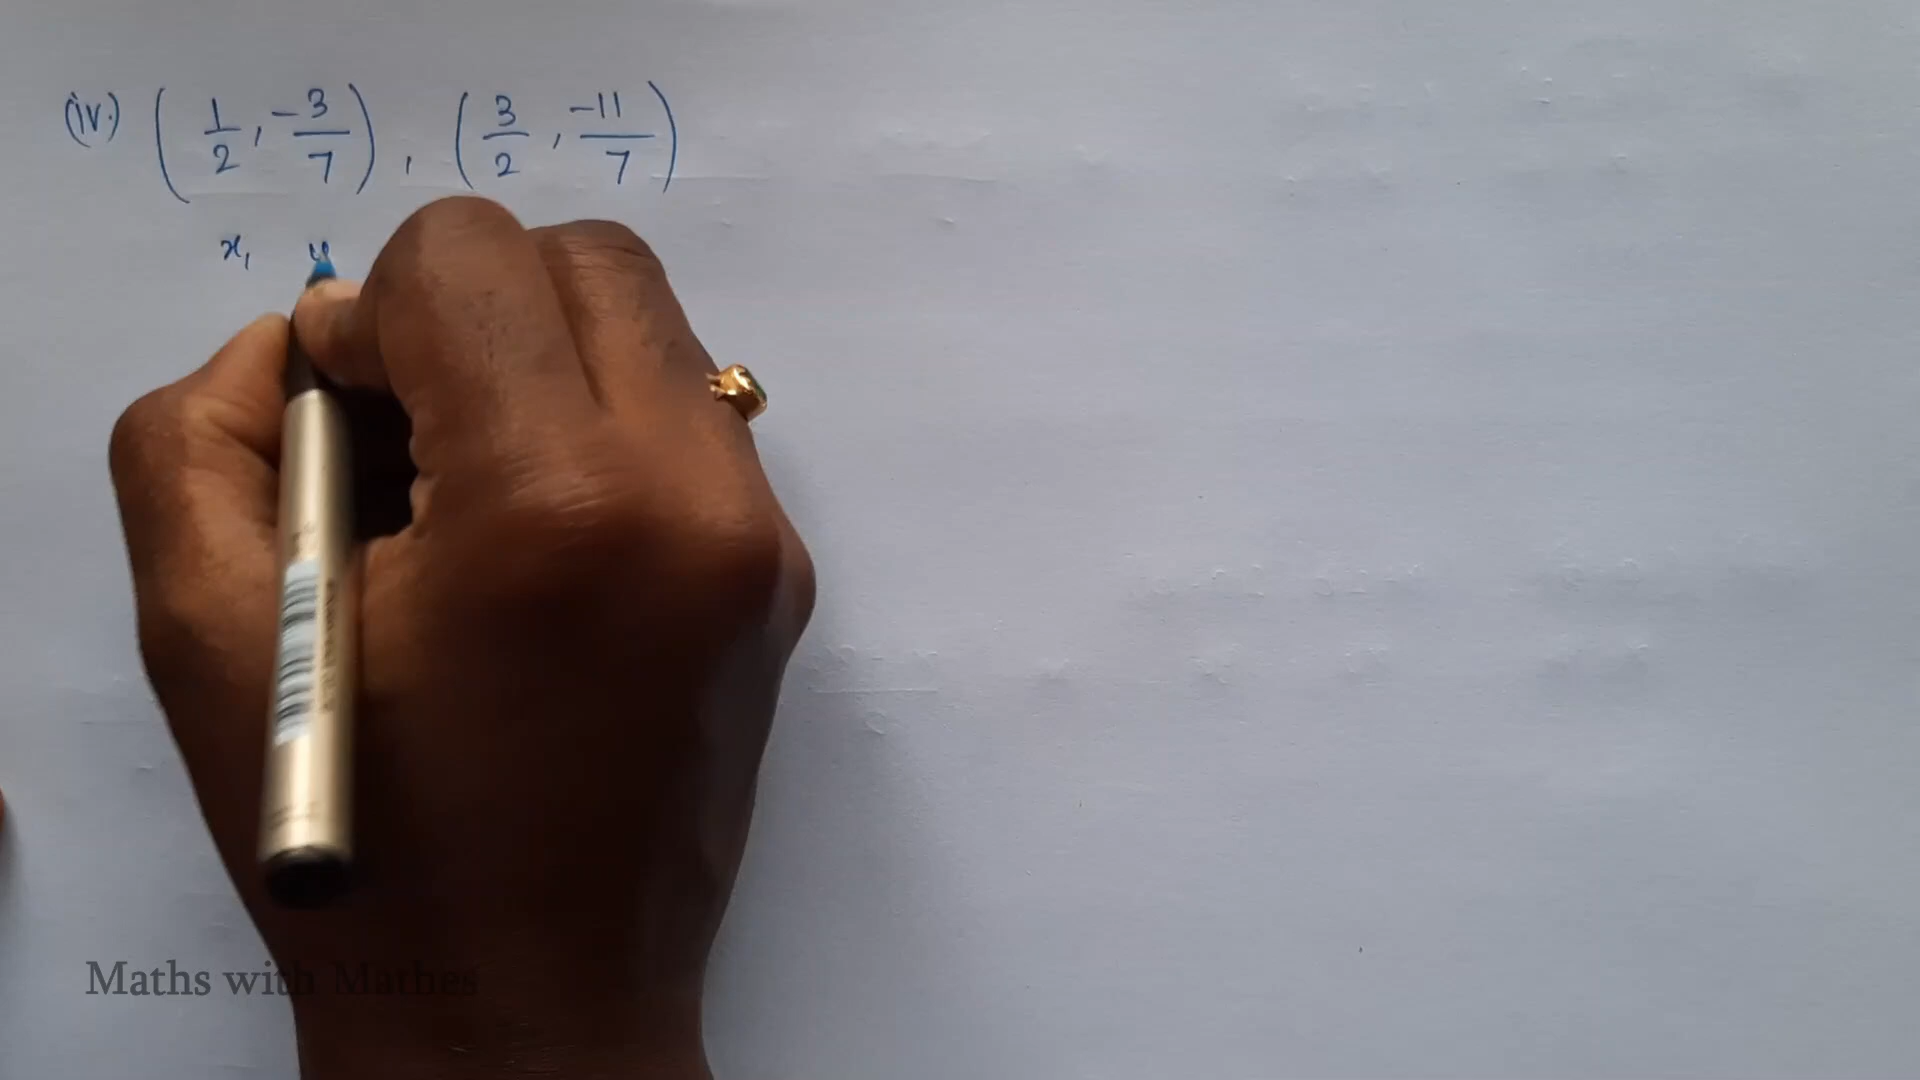 (iv.) ( 1/2 , -3/7 ) , ( 3/2 , -11/7 )
x₁ y
Maths with Mathes